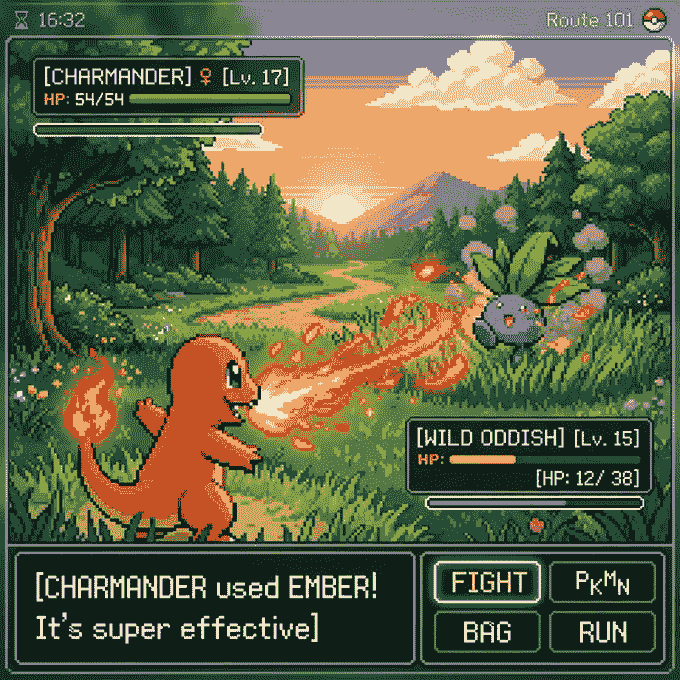 16:32
Route 101
[CHARMANDER] ♀ [Lv. 17]
HP: 54/54
[WILD ODDISH] [Lv. 15]
HP:
[HP: 12/ 38]
[CHARMANDER used EMBER!
It's super effective]
FIGHT
PKMN
BAG
RUN